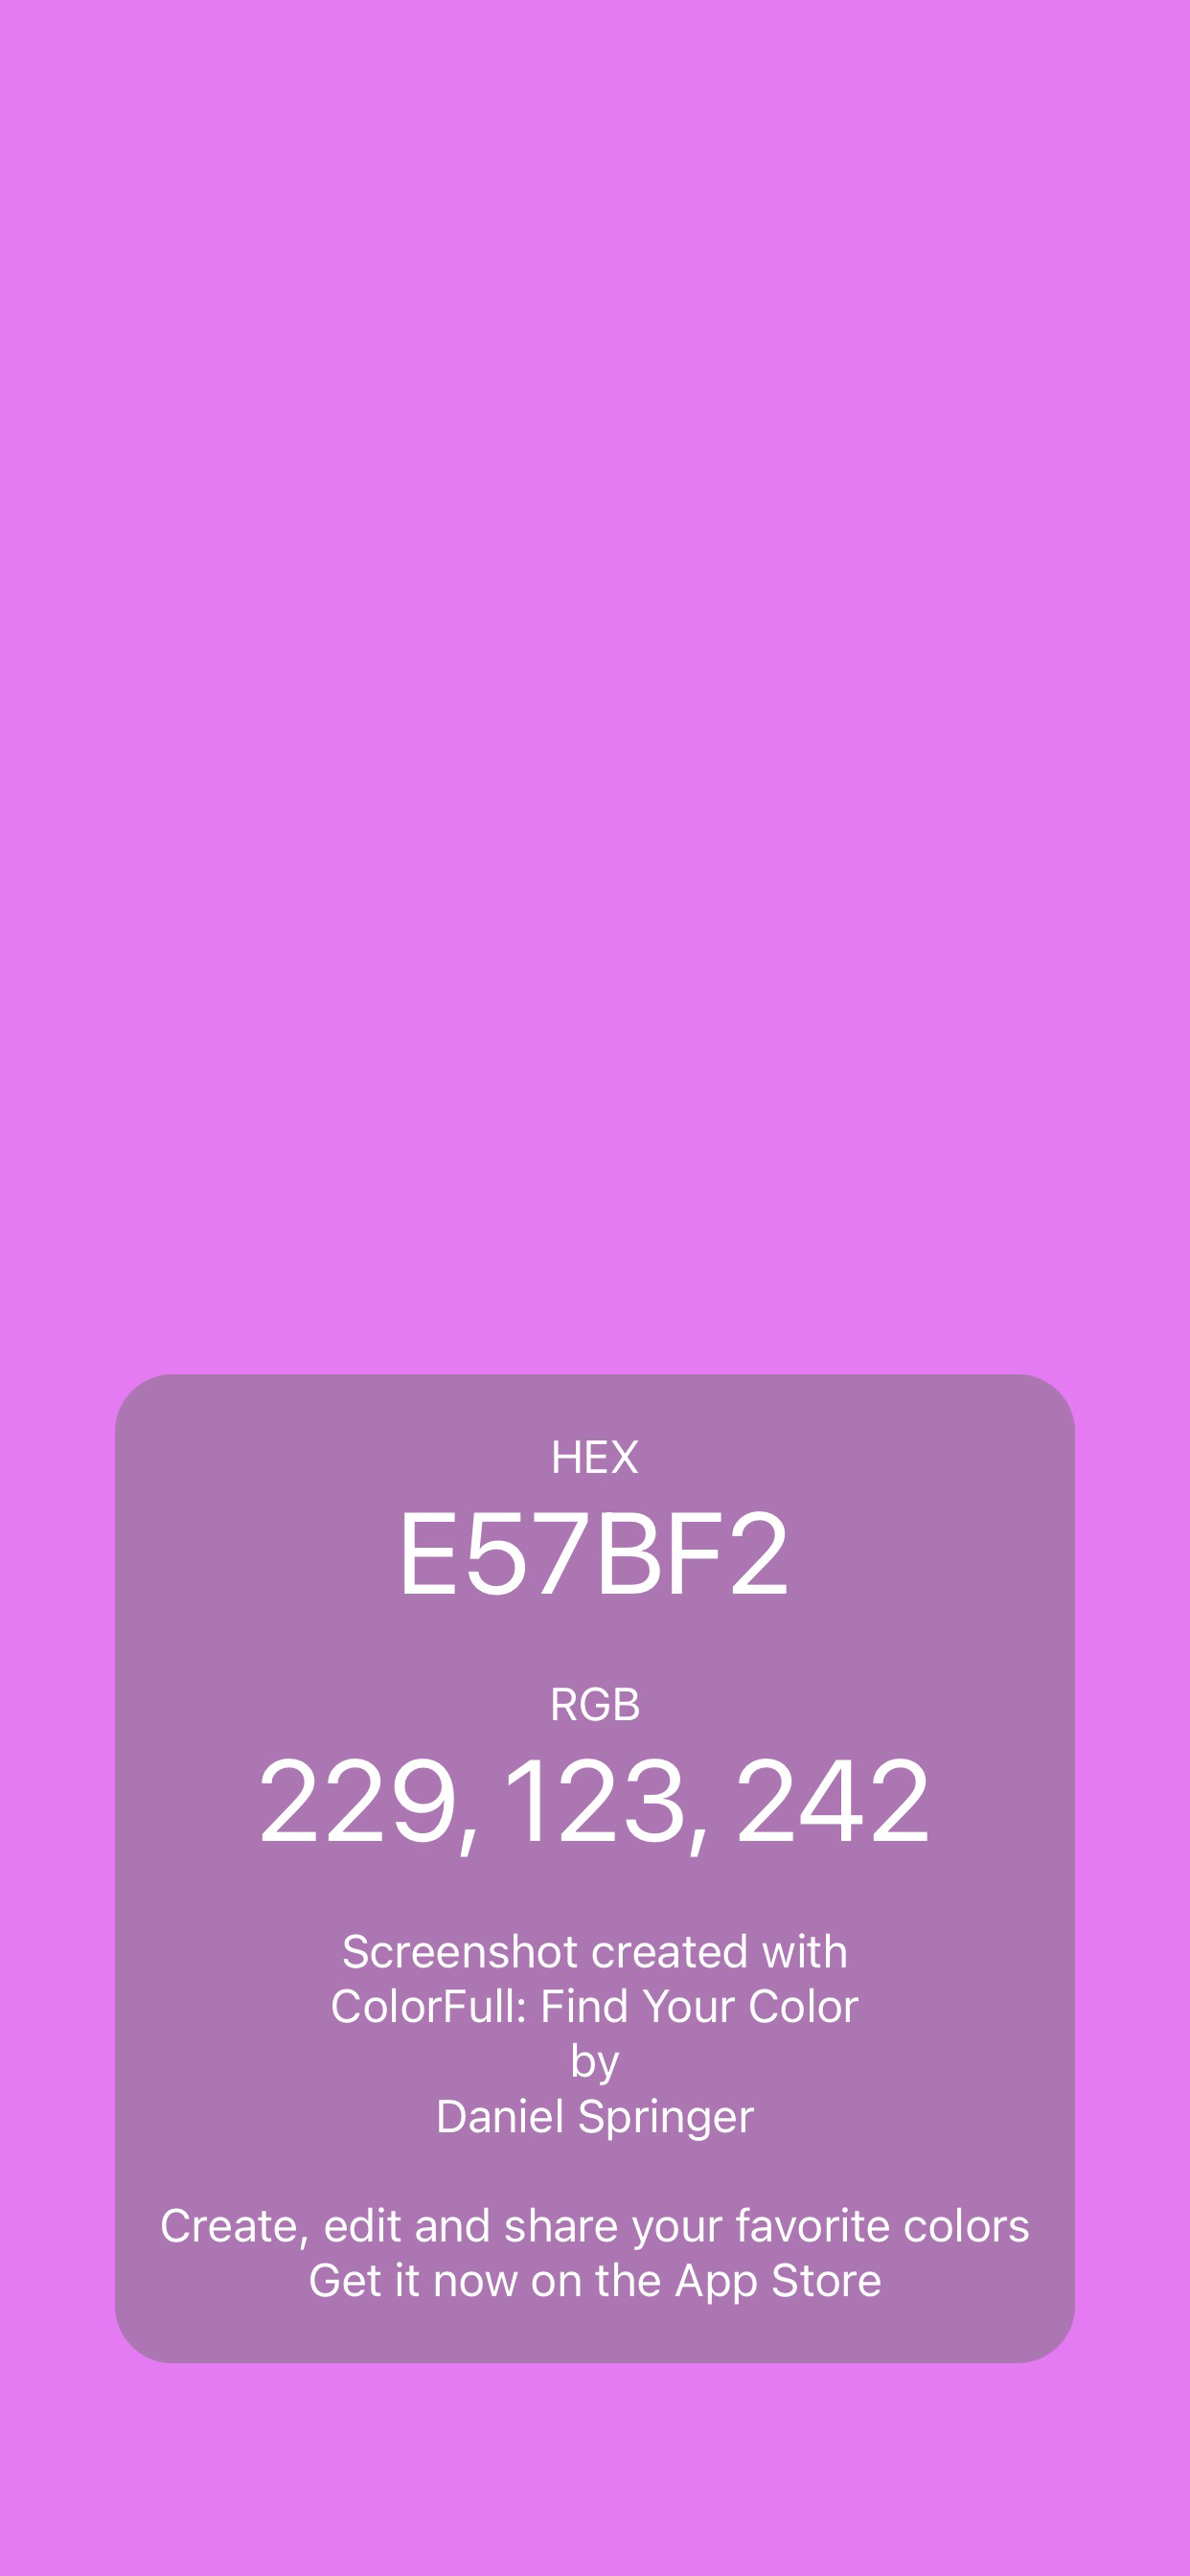 HEX
E57BF2
RGB
229, 123, 242
Screenshot created with
ColorFull: Find Your Color
by
Daniel Springer
Create, edit and share your favorite colors
Get it now on the App Store